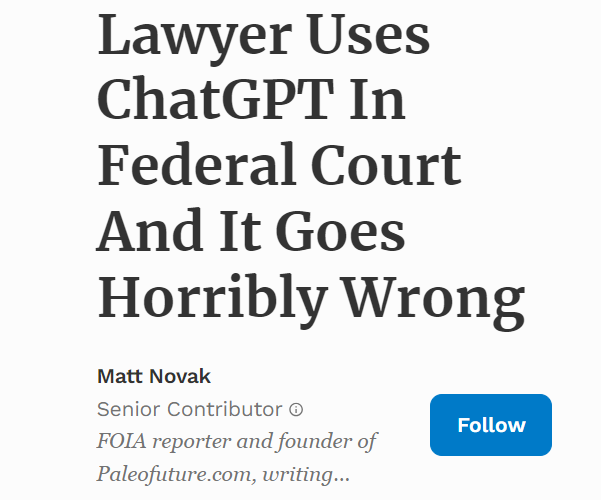 Lawyer Uses
ChatGPT In
Federal Court
And It Goes
Horribly Wrong
Matt Novak
Senior Contributor
FOIA reporter and founder of
Paleofuture.com, writing...
Follow